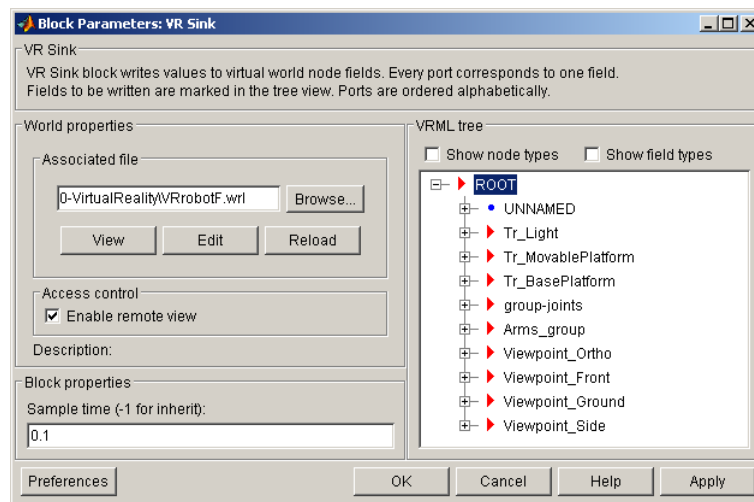 Block Parameters: VR Sink
VR Sink
VR Sink block writes values to virtual world node fields. Every port corresponds to one field.
Fields to be written are marked in the tree view. Ports are ordered alphabetically.
World properties
Associated file
0-VirtualReality\VRrobotF.wrl
Browse...
View
Edit
Reload
Access control
Enable remote view
Description:
Block properties
Sample time (-1 for inherit):
0.1
VRML tree
Show node types
Show field types
ROOT
UNNAMED
Tr_Light
Tr_MovablePlatform
Tr_BasePlatform
group-joints
Arms_group
Viewpoint_Ortho
Viewpoint_Front
Viewpoint_Ground
Viewpoint_Side
Preferences
OK
Cancel
Help
Apply